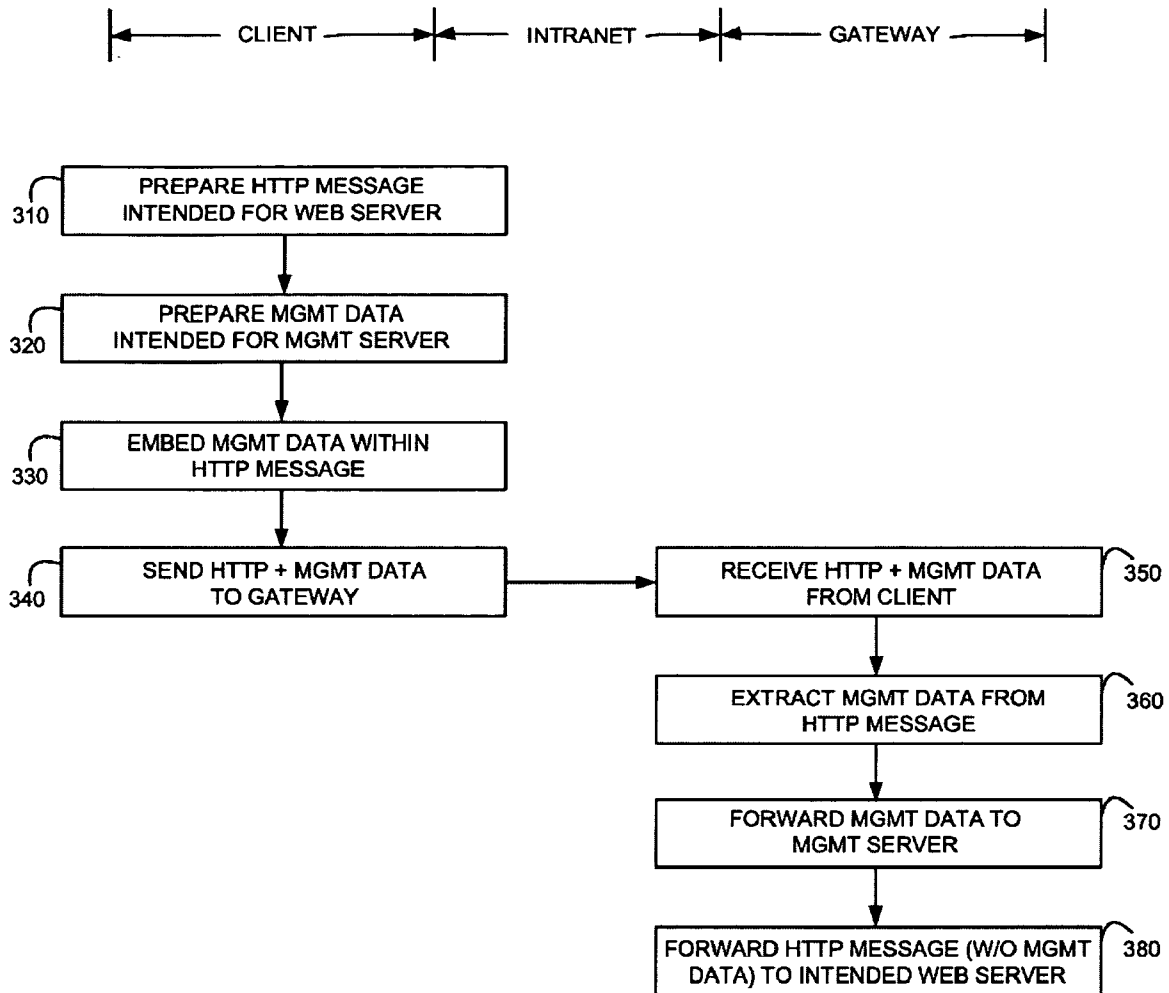 CLIENT INTRANET GATEWAY
310
PREPARE HTTP MESSAGE
INTENDED FOR WEB SERVER
320
PREPARE MGMT DATA
INTENDED FOR MGMT SERVER
330
EMBED MGMT DATA WITHIN
HTTP MESSAGE
340
SEND HTTP + MGMT DATA
TO GATEWAY
RECEIVE HTTP + MGMT DATA
FROM CLIENT
350
EXTRACT MGMT DATA FROM
HTTP MESSAGE
360
FORWARD MGMT DATA TO
MGMT SERVER
370
FORWARD HTTP MESSAGE (W/O MGMT
DATA) TO INTENDED WEB SERVER
380